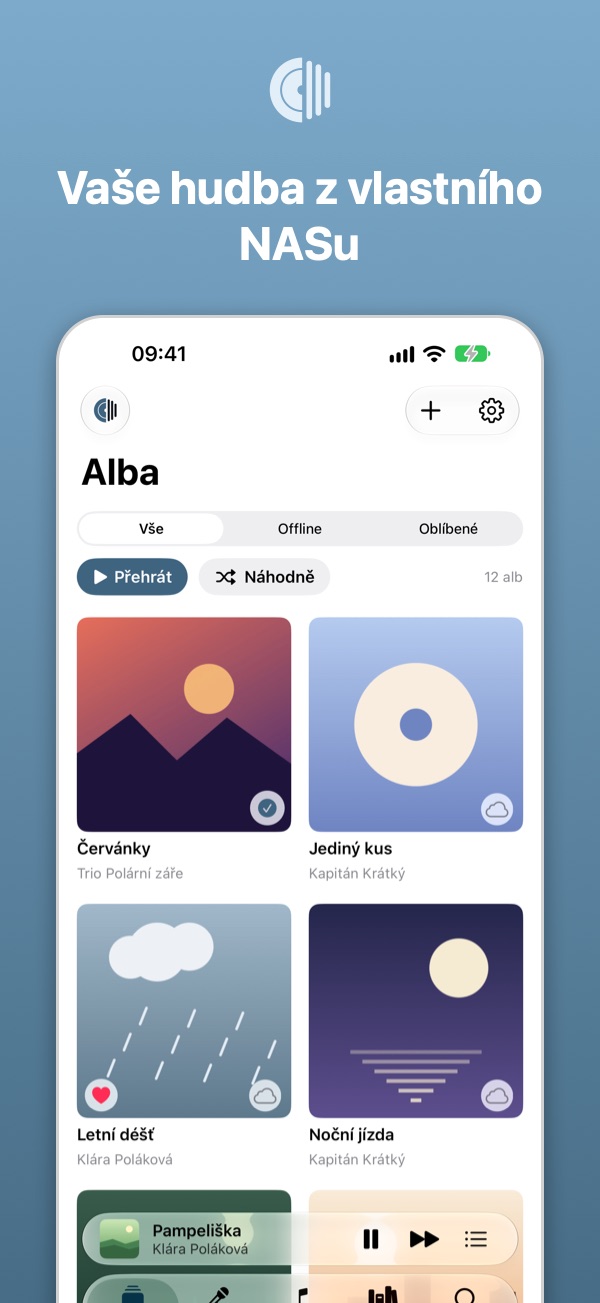 Vaše hudba z vlastního
NASu
09:41
Alba
Vše Offline Oblíbené
Přehrát Náhodně 12 alb
Červánky Jediný kus
Trio Polární záře Kapitán Krátký
Letní déšť Noční jízda
Klára Poláková Kapitán Krátký
Pampeliška
Klára Poláková